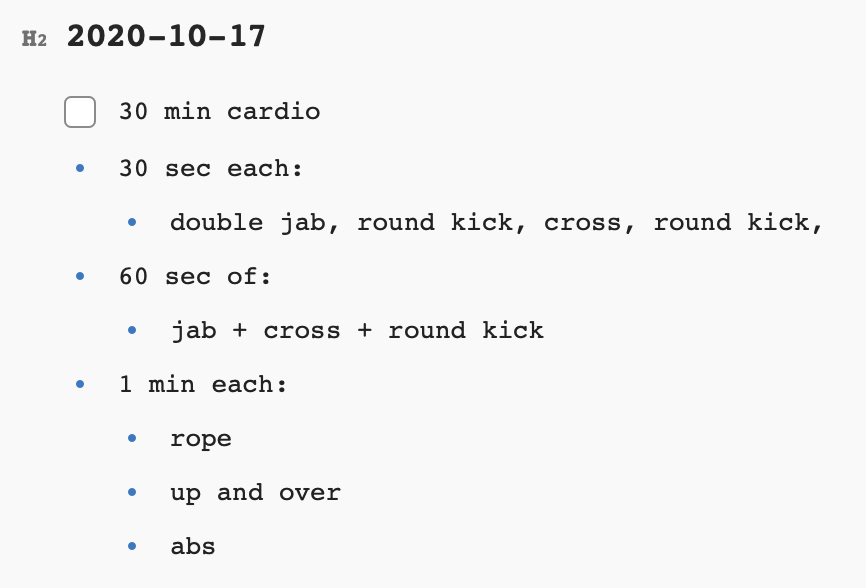 H2 2020-10-17
30 min cardio
30 sec each:
double jab, round kick, cross, round kick,
60 sec of:
jab + cross + round kick
1 min each:
rope
up and over
abs